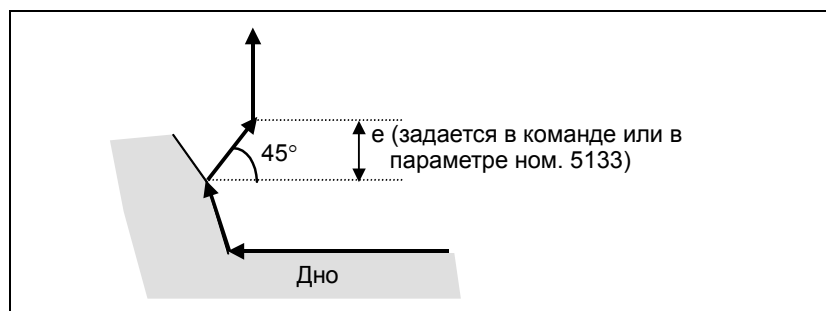 е (задается в команде или в
параметре ном. 5133)
45°
Дно